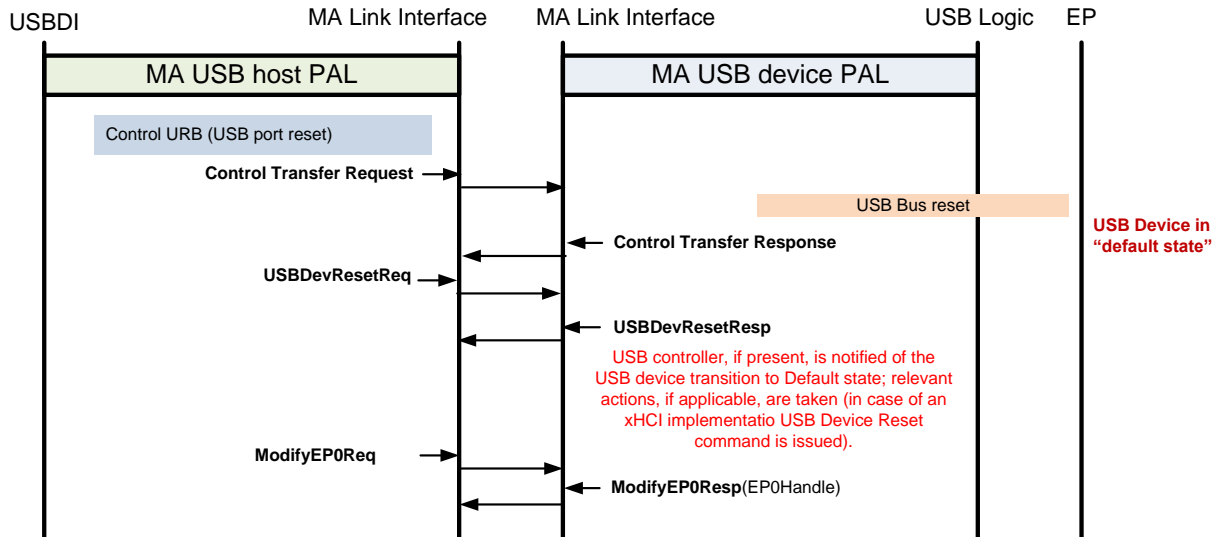 USBDI
MA Link Interface
MA Link Interface
USB Logic
EP
MA USB host PAL
MA USB device PAL
Control URB (USB port reset)
Control Transfer Request
USB Bus reset
USB Device in
“default state”
Control Transfer Response
USBDevResetReq
USBDevResetResp
USB controller, if present, is notified of the
USB device transition to Default state; relevant
actions, if applicable, are taken (in case of an
xHCI implementatio USB Device Reset
command is issued).
ModifyEP0Req
ModifyEP0Resp(EP0Handle)